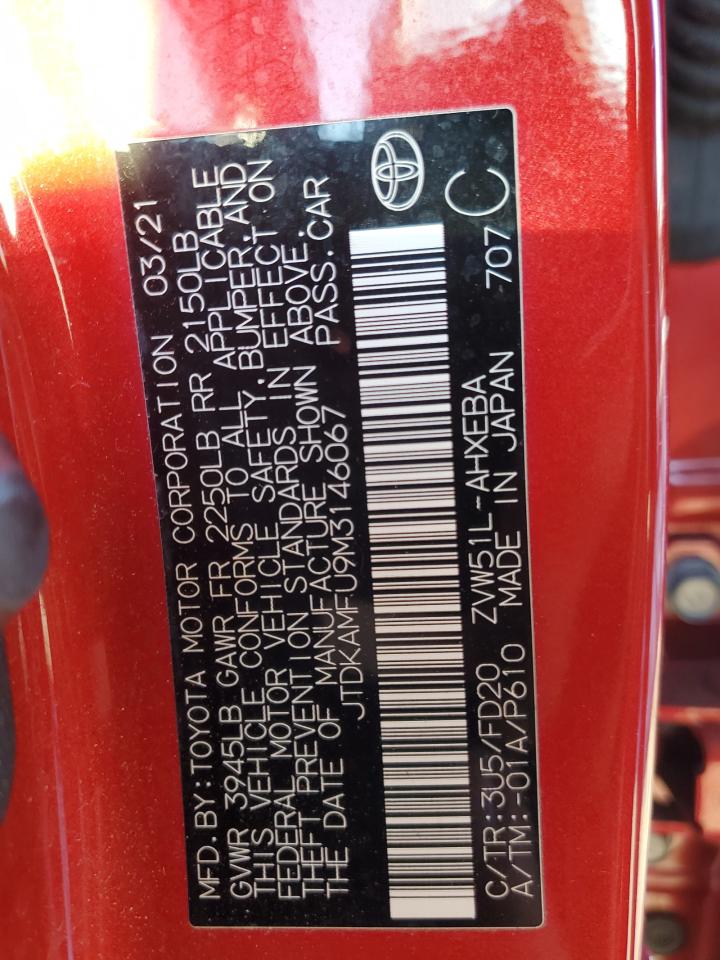 MFD.BY:TOYOTA MOTOR CORPORATION 03/21
GVWR 3945LB GAWR FR 2250LB RR 2150LB
THIS VEHICLE CONFORMS TO ALL APPLICABLE
FEDERAL MOTOR VEHICLE SAFETY,BUMPER,AND
THEFT PREVENTION STANDARDS IN EFFECT ON
THE DATE OF MANUFACTURE SHOWN ABOVE.
JTDKAMFU9M3146067 PASS.CAR
C/TR:3U5/FD20 ZVW51L-AHXEBA
A/TM:-01A/P610 MADE IN JAPAN 707 C